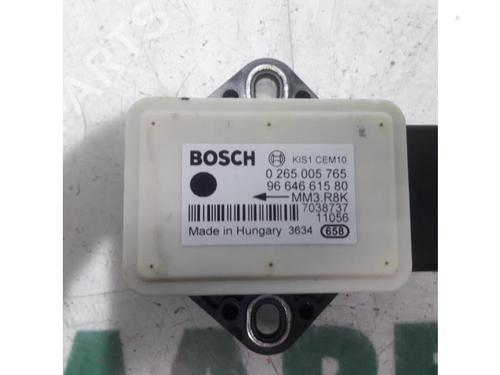 BOSCH KIS1 CEM10
0 265 005 765
96 646 615 80
MM3.R8K
7038737
11056
Made in Hungary 3634 658
PARTS